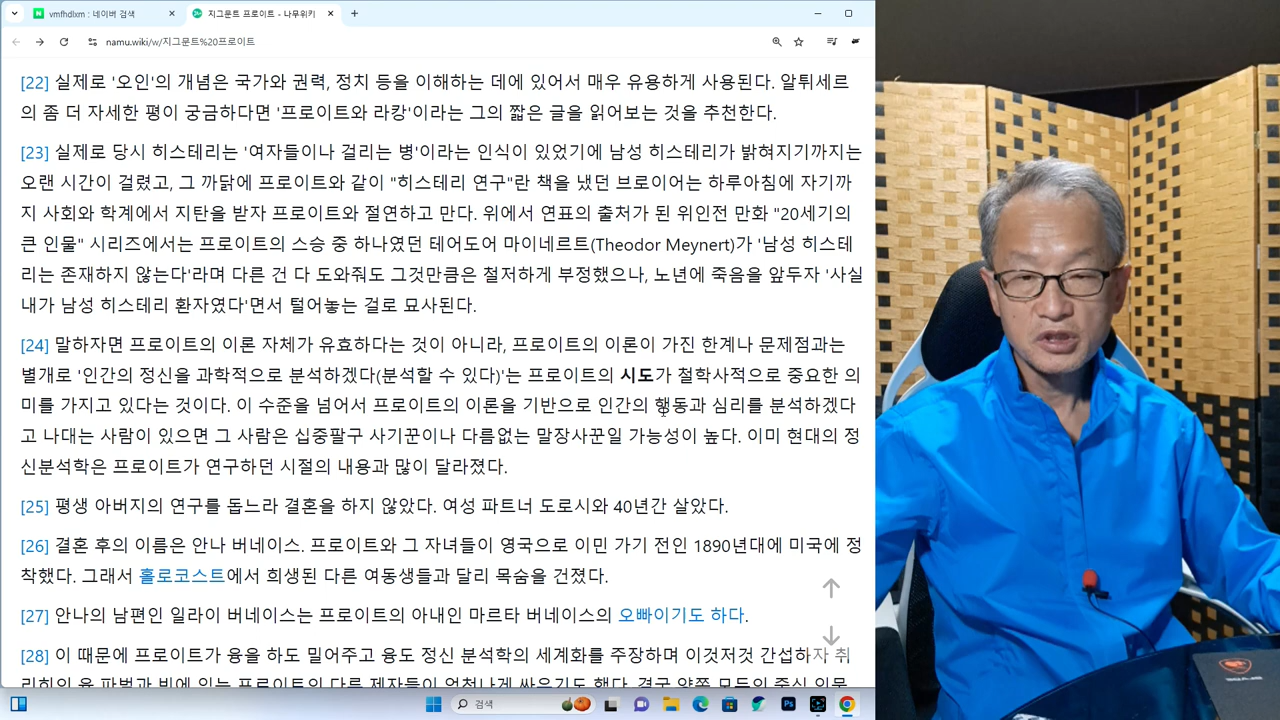 vmfhdlxm : 네이버 검색
지그문트 프로이트 - 나무위키
namu.wiki/w/지그문트%20프로이트
[22] 실제로 '오인'의 개념은 국가와 권력, 정치 등을 이해하는 데에 있어서 매우 유용하게 사용된다. 알튀세르
의 좀 더 자세한 평이 궁금하다면 '프로이트와 라캉'이라는 그의 짧은 글을 읽어보는 것을 추천한다.
[23] 실제로 당시 히스테리는 '여자들이나 걸리는 병'이라는 인식이 있었기에 남성 히스테리가 밝혀지기까지는
오랜 시간이 걸렸고, 그 까닭에 프로이트와 같이 "히스테리 연구"란 책을 냈던 브로이어는 하루아침에 자기까
지 사회와 학계에서 지탄을 받자 프로이트와 절연하고 만다. 위에서 연표의 출처가 된 위인전 만화 "20세기의
큰 인물" 시리즈에서는 프로이트의 스승 중 하나였던 테어도어 마이네르트(Theodor Meynert)가 '남성 히스테
리는 존재하지 않는다'라며 다른 건 다 도와줘도 그것만큼은 철저하게 부정했으나, 노년에 죽음을 앞두자 '사실
내가 남성 히스테리 환자였다'면서 털어놓는 걸로 묘사된다.
[24] 말하자면 프로이트의 이론 자체가 유효하다는 것이 아니라, 프로이트의 이론이 가진 한계나 문제점과는
별개로 '인간의 정신을 과학적으로 분석하겠다(분석할 수 있다)'는 프로이트의 시도가 철학사적으로 중요한 의
미를 가지고 있다는 것이다. 이 수준을 넘어서 프로이트의 이론을 기반으로 인간의 행동과 심리를 분석하겠다
고 나대는 사람이 있으면 그 사람은 십중팔구 사기꾼이나 다름없는 말장사꾼일 가능성이 높다. 이미 현대의 정
신분석학은 프로이트가 연구하던 시절의 내용과 많이 달라졌다.
[25] 평생 아버지의 연구를 돕느라 결혼을 하지 않았다. 여성 파트너 도로시와 40년간 살았다.
[26] 결혼 후의 이름은 안나 버네이스. 프로이트와 그 자녀들이 영국으로 이민 가기 전인 1890년대에 미국에 정
착했다. 그래서 홀로코스트에서 희생된 다른 여동생들과 달리 목숨을 건졌다.
[27] 안나의 남편인 일라이 버네이스는 프로이트의 아내인 마르타 버네이스의 오빠이기도 하다.
[28] 이 때문에 프로이트가 융을 하도 밀어주고 융도 정신 분석학의 세계화를 주장하며 이것저것 간섭하자 취
검색